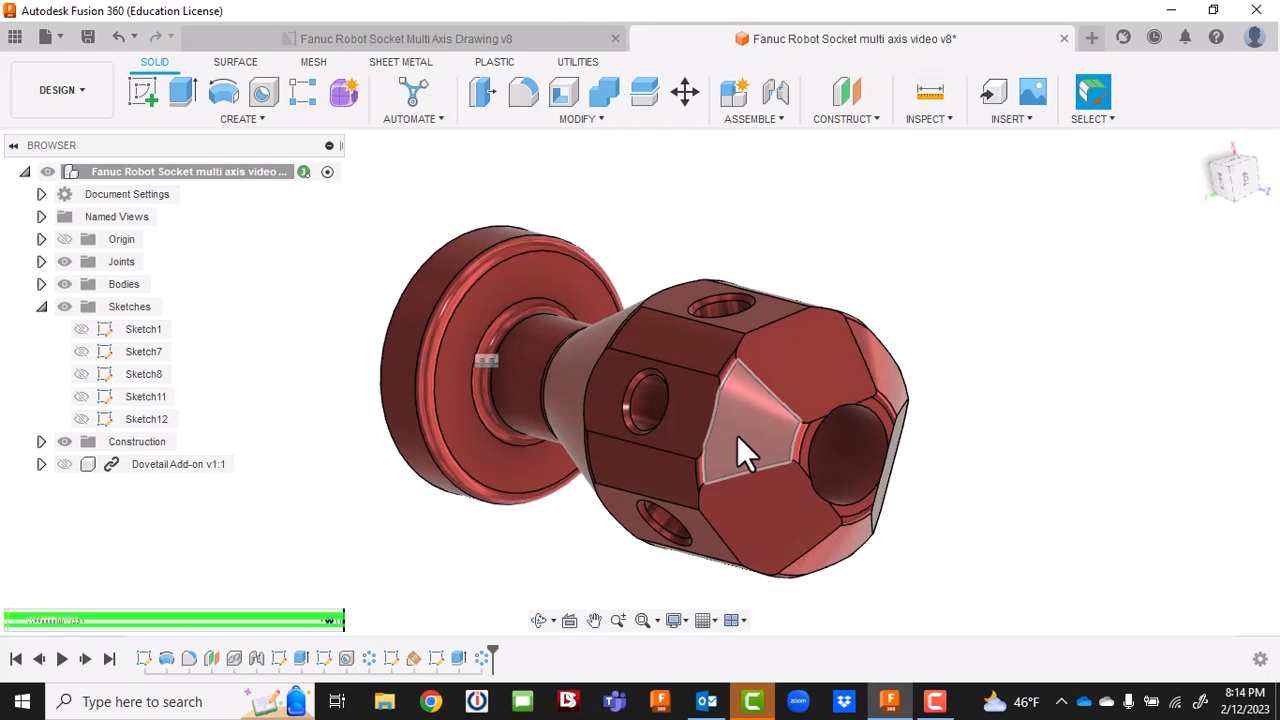 Autodesk Fusion 360 (Education License)
Fanuc Robot Socket Multi Axis Drawing v8
Fanuc Robot Socket multi axis video v8*
SOLID SURFACE MESH SHEET METAL PLASTIC UTILITIES
DESIGN
CREATE AUTOMATE MODIFY ASSEMBLE CONSTRUCT INSPECT INSERT SELECT
BROWSER
Fanuc Robot Socket multi axis video ...
Document Settings
Named Views
Origin
Joints
Bodies
Sketches
Sketch1
Sketch7
Sketch8
Sketch11
Sketch12
Construction
Dovetail Add-on v1:1
Type here to search
46°F
8:14 PM
2/12/2023